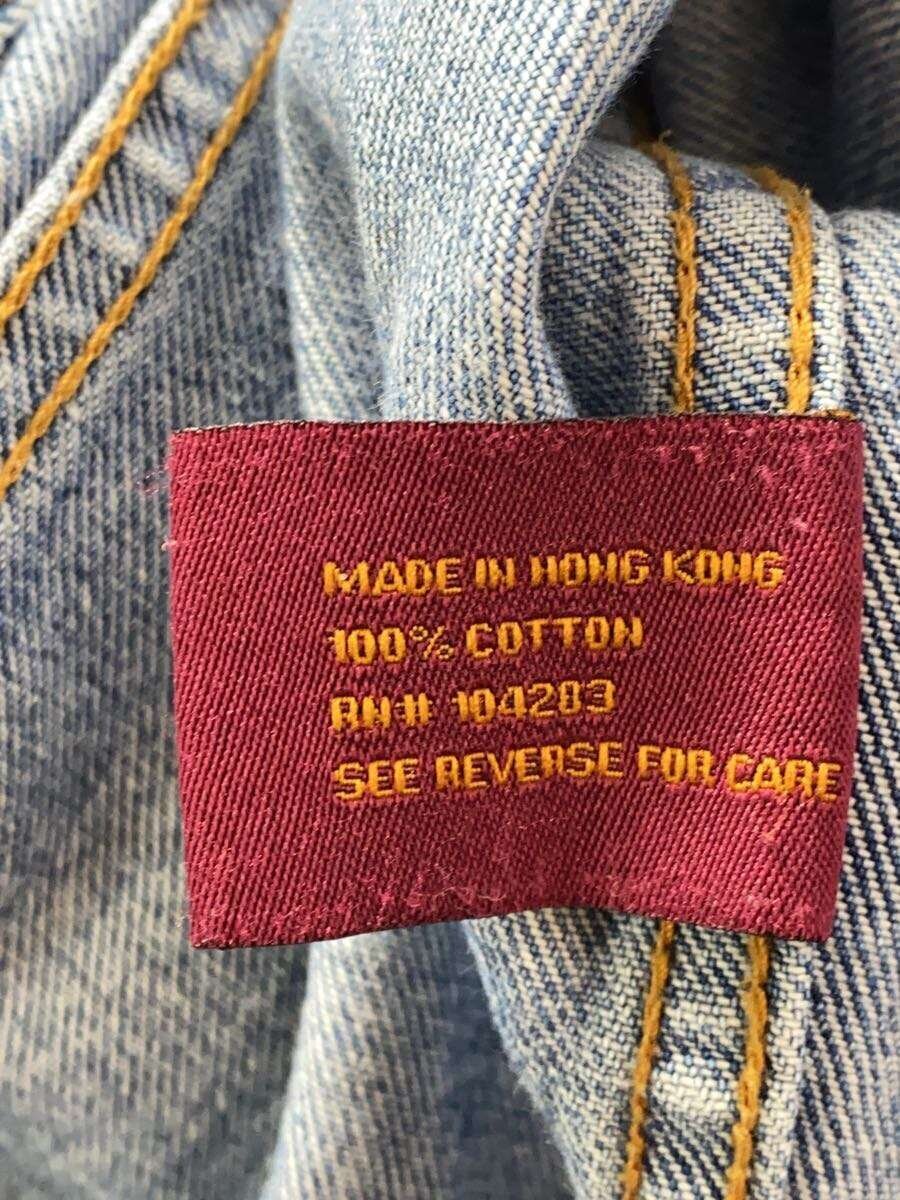 MADE IN HONG KONG
100% COTTON
RN# 104283
SEE REVERSE FOR CARE